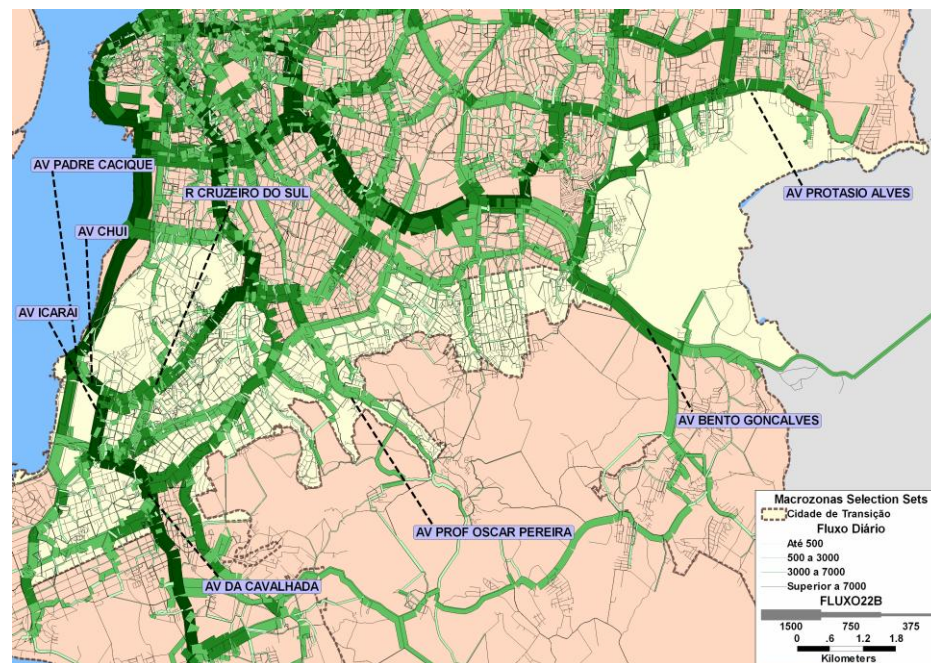 AV PADRE CACIQUE
R CRUZEIRO DO SUL
AV PROTASIO ALVES
AV CHUI
AV ICARAI
AV BENTO GONCALVES
AV PROF OSCAR PEREIRA
AV DA CAVALHADA
Macrozonas Selection Sets
Cidade de Transição
Fluxo Diário
Até 500
500 a 3000
3000 a 7000
Superior a 7000
FLUXO22B
1500 750 375
0 .6 1.2 1.8
Kilometers